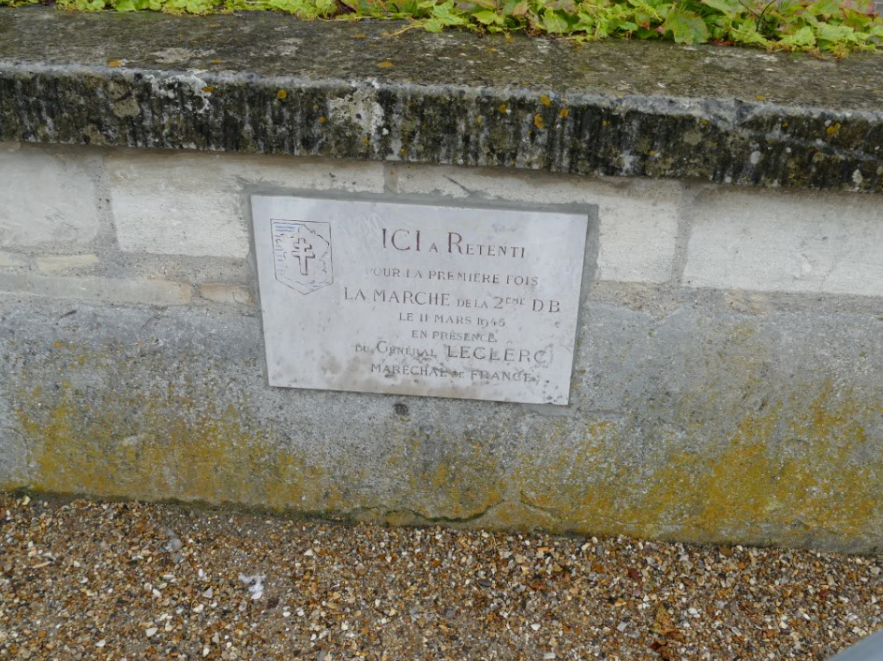 ICI A RETENTI
POUR LA PREMIÈRE FOIS
LA MARCHE DE LA 2ÈME DB
LE 11 MARS 1945
EN PRÉSENCE
DU GÉNÉRAL LECLERC
MARÉCHAL DE FRANCE